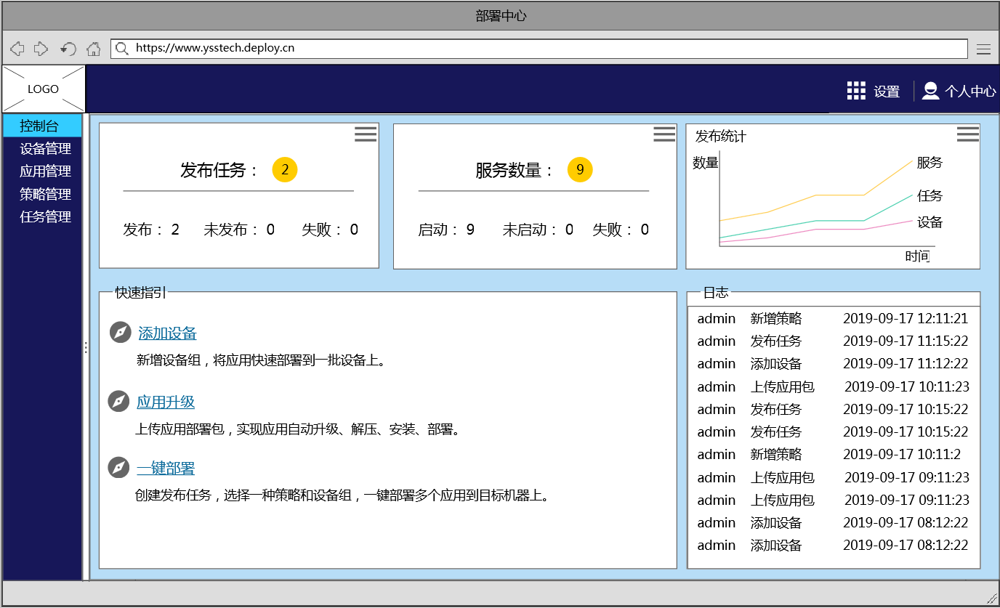 部署中心
https://www.ysstech.deploy.cn
LOGO
设置 个人中心
控制台
设备管理
应用管理
策略管理
任务管理
发布任务： 2
发布： 2 未发布： 0 失败： 0
服务数量： 9
启动： 9 未启动： 0 失败： 0
发布统计
数量
服务
任务
设备
时间
快速指引
添加设备
新增设备组，将应用快速部署到一批设备上。
应用升级
上传应用部署包，实现应用自动升级、解压、安装、部署。
一键部署
创建发布任务，选择一种策略和设备组，一键部署多个应用到目标机器上。
日志
admin 新增策略 2019-09-17 12:11:21
admin 发布任务 2019-09-17 11:15:22
admin 添加设备 2019-09-17 11:12:22
admin 上传应用包 2019-09-17 10:11:23
admin 发布任务 2019-09-17 10:15:22
admin 发布任务 2019-09-17 10:15:22
admin 新增策略 2019-09-17 10:11:2
admin 上传应用包 2019-09-17 09:11:23
admin 上传应用包 2019-09-17 09:11:23
admin 添加设备 2019-09-17 08:12:22
admin 添加设备 2019-09-17 08:12:22